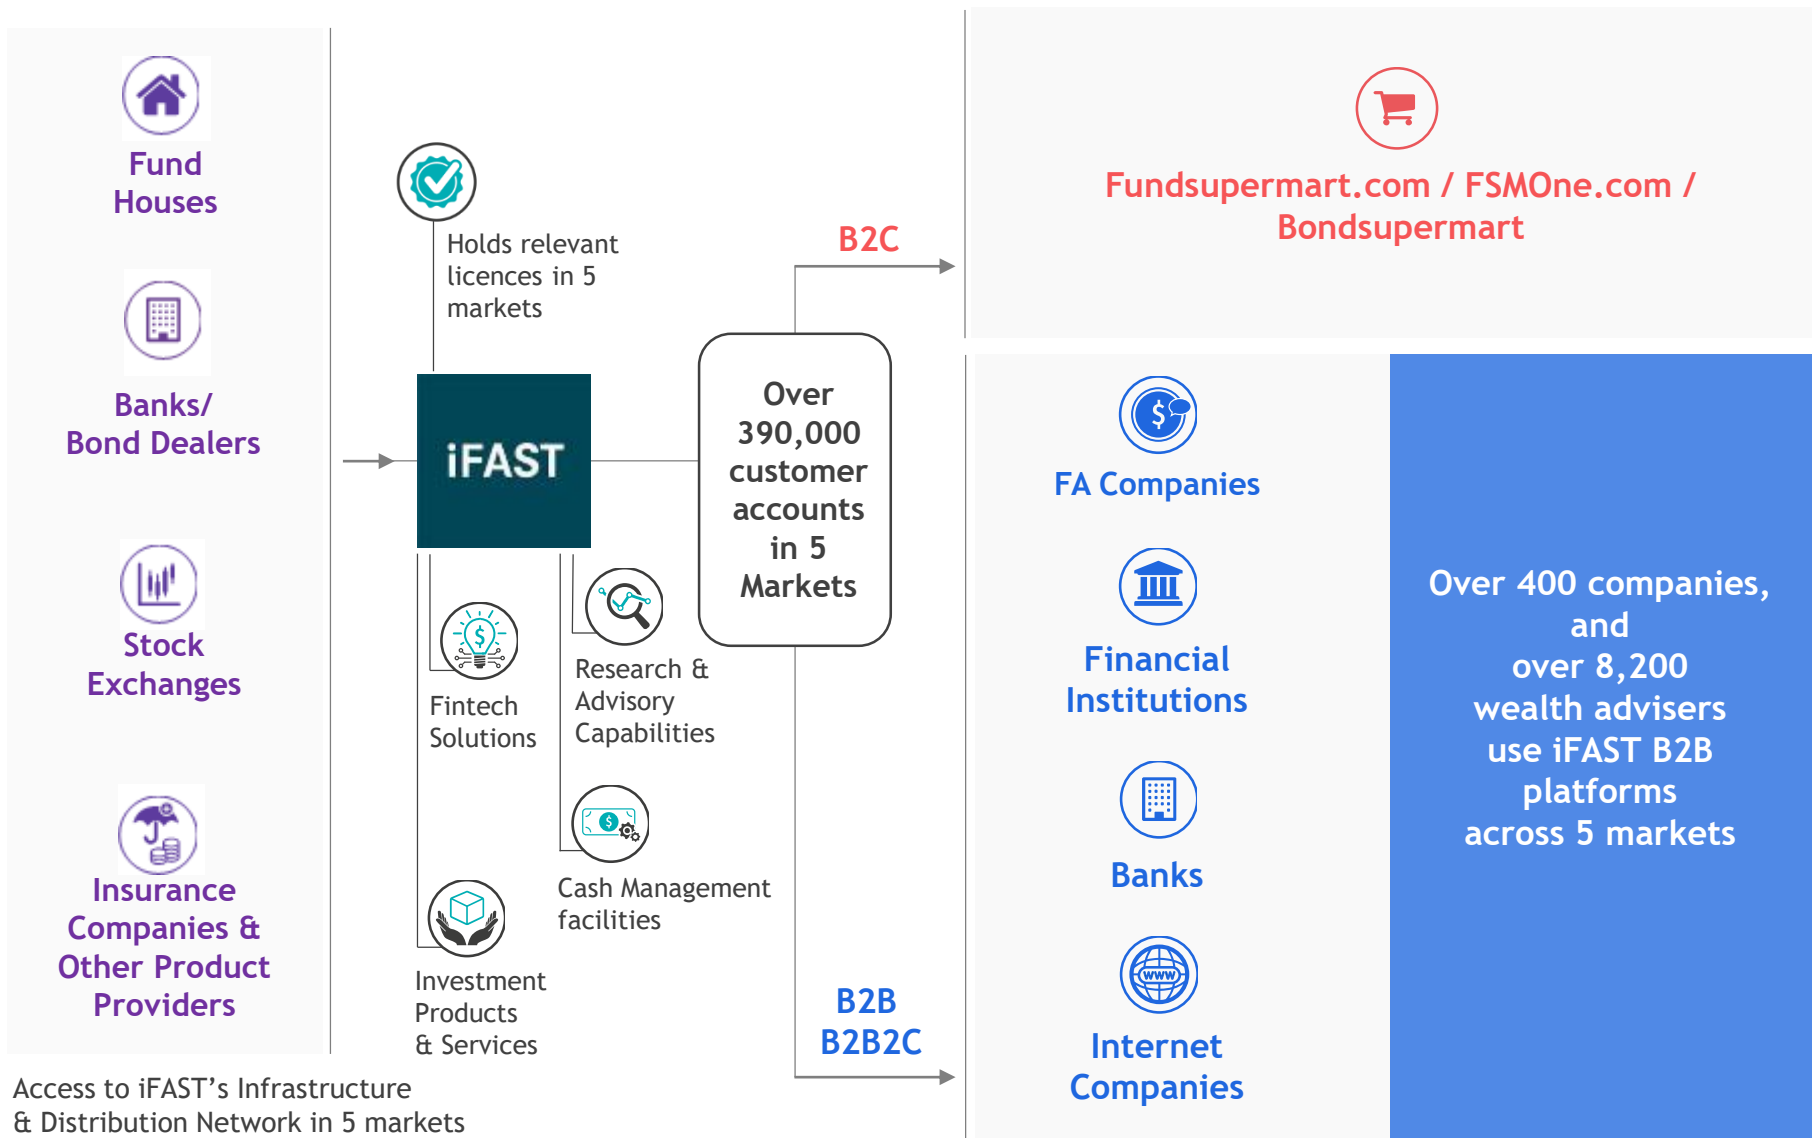 Fund
Houses
Banks/
Bond Dealers
Stock
Exchanges
Insurance
Companies &
Other Product
Providers
Access to iFAST’s Infrastructure
& Distribution Network in 5 markets
Holds relevant
licences in 5
markets
iFAST
Fintech
Solutions
Research &
Advisory
Capabilities
Cash Management
facilities
Investment
Products
& Services
Over
390,000
customer
accounts
in 5
Markets
B2C
B2B
B2B2C
Fundsupermart.com / FSMOne.com /
Bondsupermart
$
FA Companies
Financial
Institutions
Banks
www
Internet
Companies
Over 400 companies,
and
over 8,200
wealth advisers
use iFAST B2B
platforms
across 5 markets